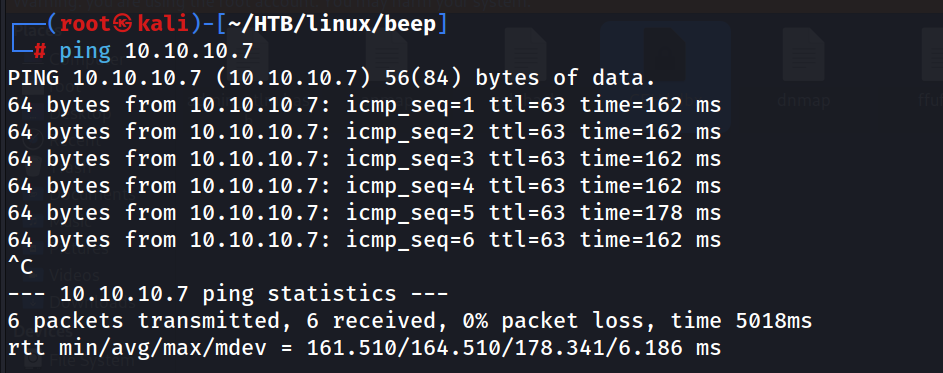 (root㉿kali)-[~/HTB/linux/beep]
# ping 10.10.10.7
PING 10.10.10.7 (10.10.10.7) 56(84) bytes of data.
64 bytes from 10.10.10.7: icmp_seq=1 ttl=63 time=162 ms
64 bytes from 10.10.10.7: icmp_seq=2 ttl=63 time=162 ms
64 bytes from 10.10.10.7: icmp_seq=3 ttl=63 time=162 ms
64 bytes from 10.10.10.7: icmp_seq=4 ttl=63 time=162 ms
64 bytes from 10.10.10.7: icmp_seq=5 ttl=63 time=178 ms
64 bytes from 10.10.10.7: icmp_seq=6 ttl=63 time=162 ms
^C
--- 10.10.10.7 ping statistics ---
6 packets transmitted, 6 received, 0% packet loss, time 5018ms
rtt min/avg/max/mdev = 161.510/164.510/178.341/6.186 ms
dnmap
Videos